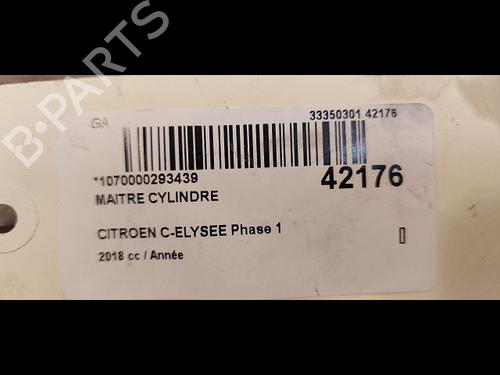 B-PARTS
GA
33350301 42176
*1070000293439
42176
MAITRE CYLINDRE
CITROEN C-ELYSEE Phase 1
2018 cc / Année